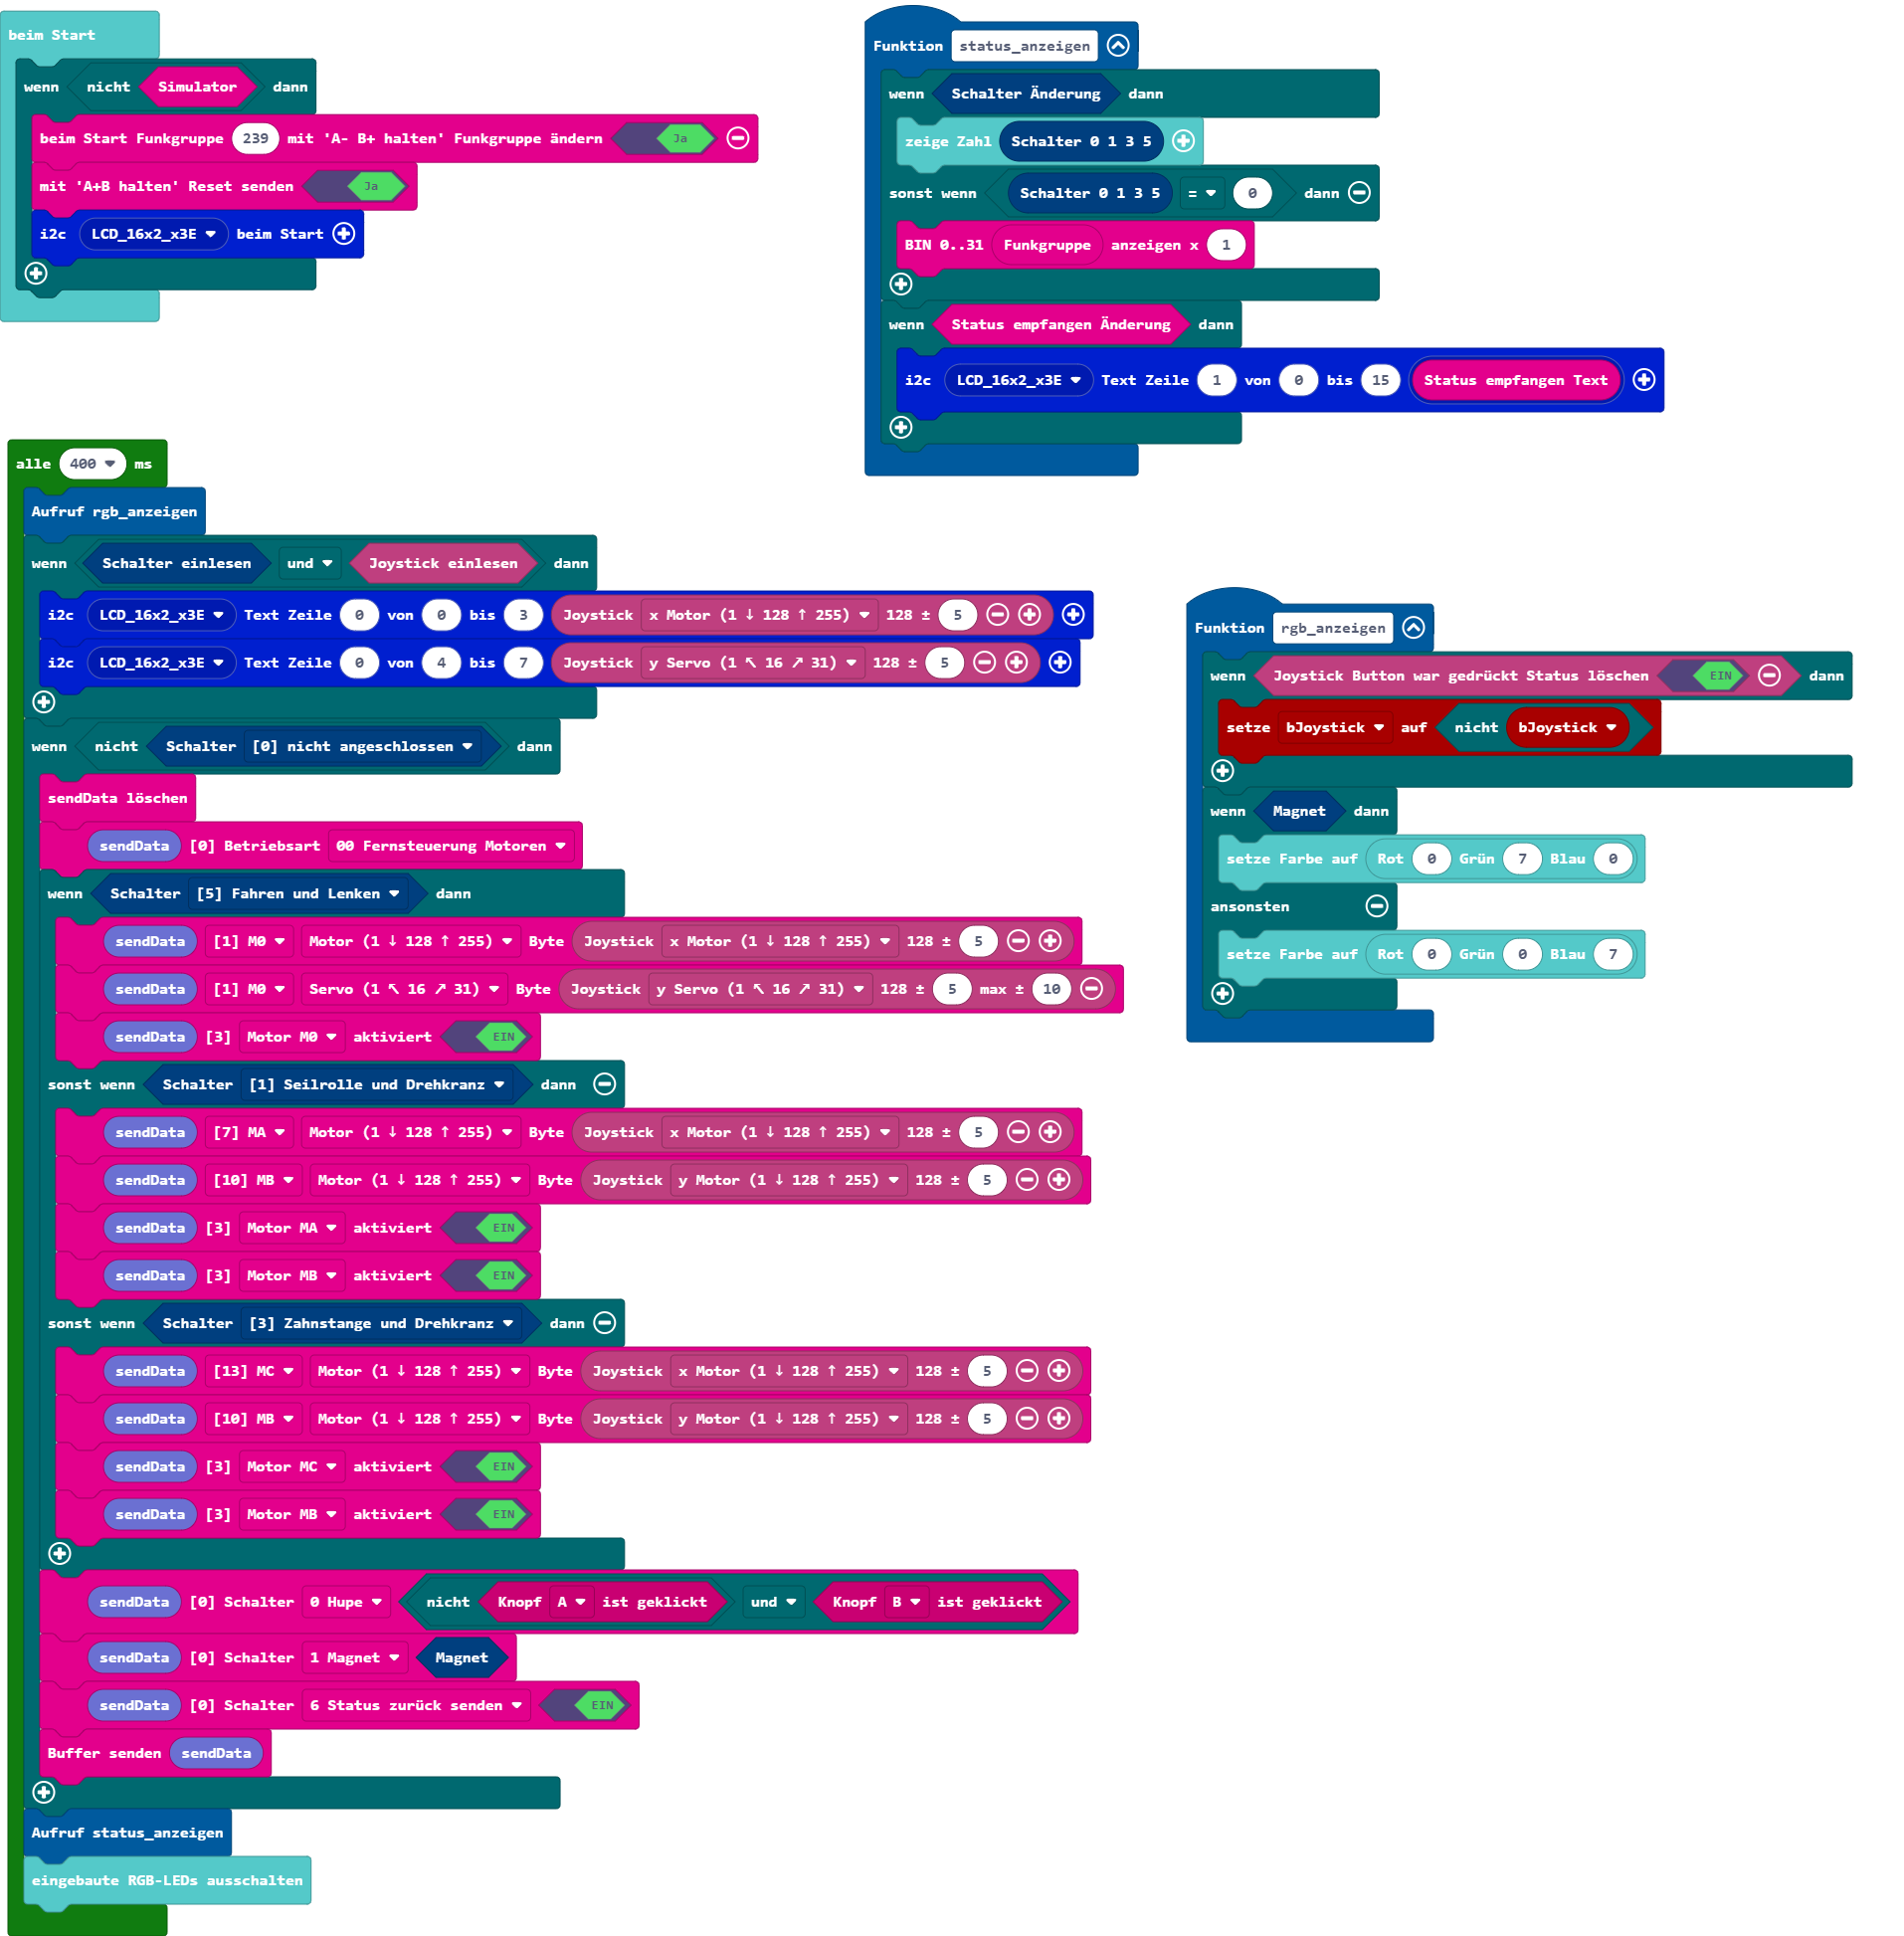 beim Start
wenn nicht Simulator dann
beim Start Funkgruppe 239 mit 'A- B+ halten' Funkgruppe ändern Ja
mit 'A+B halten' Reset senden Ja
i2c LCD_16x2_x3E beim Start
Funktion status_anzeigen
wenn Schalter Änderung dann
zeige Zahl Schalter 0 1 3 5
sonst wenn Schalter 0 1 3 5 = 0 dann
BIN 0..31 Funkgruppe anzeigen x 1
wenn Status empfangen Änderung dann
i2c LCD_16x2_x3E Text Zeile 1 von 0 bis 15 Status empfangen Text
alle 400 ms
Aufruf rgb_anzeigen
wenn Schalter einlesen und Joystick einlesen dann
i2c LCD_16x2_x3E Text Zeile 0 von 0 bis 3 Joystick x Motor (1 ↓ 128 ↑ 255) 128 ± 5
i2c LCD_16x2_x3E Text Zeile 0 von 4 bis 7 Joystick y Servo (1 ↖ 16 ↗ 31) 128 ± 5
wenn nicht Schalter [0] nicht angeschlossen dann
sendData löschen
sendData [0] Betriebsart 00 Fernsteuerung Motoren
wenn Schalter [5] Fahren und Lenken dann
sendData [1] M0 Motor (1 ↓ 128 ↑ 255) Byte Joystick x Motor (1 ↓ 128 ↑ 255) 128 ± 5
sendData [1] M0 Servo (1 ↖ 16 ↗ 31) Byte Joystick y Servo (1 ↖ 16 ↗ 31) 128 ± 5 max ± 10
sendData [3] Motor M0 aktiviert EIN
sonst wenn Schalter [1] Seilrolle und Drehkranz dann
sendData [7] MA Motor (1 ↓ 128 ↑ 255) Byte Joystick x Motor (1 ↓ 128 ↑ 255) 128 ± 5
sendData [10] MB Motor (1 ↓ 128 ↑ 255) Byte Joystick y Motor (1 ↓ 128 ↑ 255) 128 ± 5
sendData [3] Motor MA aktiviert EIN
sendData [3] Motor MB aktiviert EIN
sonst wenn Schalter [3] Zahnstange und Drehkranz dann
sendData [13] MC Motor (1 ↓ 128 ↑ 255) Byte Joystick x Motor (1 ↓ 128 ↑ 255) 128 ± 5
sendData [10] MB Motor (1 ↓ 128 ↑ 255) Byte Joystick y Motor (1 ↓ 128 ↑ 255) 128 ± 5
sendData [3] Motor MC aktiviert EIN
sendData [3] Motor MB aktiviert EIN
sendData [0] Schalter 0 Hupe nicht Knopf A ist geklickt und Knopf B ist geklickt
sendData [0] Schalter 1 Magnet Magnet
sendData [0] Schalter 6 Status zurück senden EIN
Buffer senden sendData
Aufruf status_anzeigen
eingebaute RGB-LEDs ausschalten
Funktion rgb_anzeigen
wenn Joystick Button war gedrückt Status löschen EIN dann
setze bJoystick auf nicht bJoystick
wenn Magnet dann
setze Farbe auf Rot 0 Grün 7 Blau 0
ansonsten
setze Farbe auf Rot 0 Grün 0 Blau 7